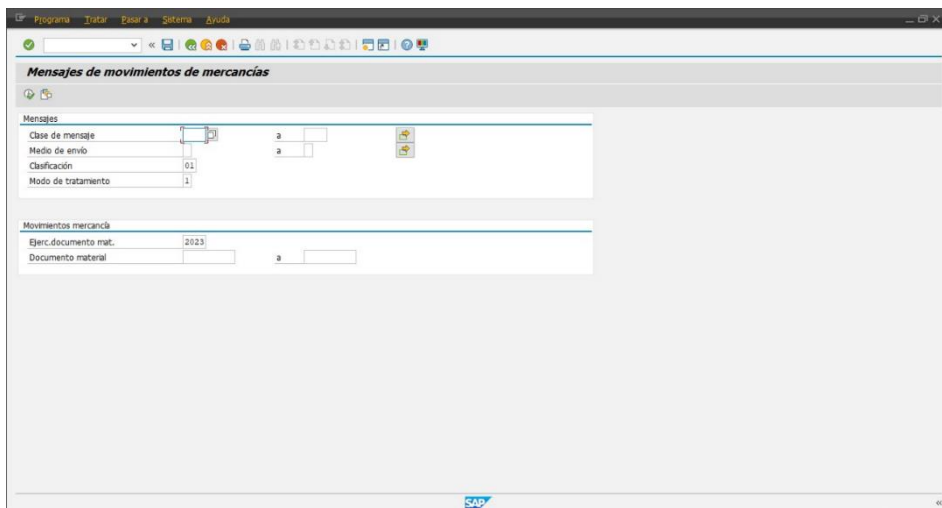 Programa Tratar Pasar a Sistema Ayuda
Mensajes de movimientos de mercancías
Mensajes
Clase de mensaje a
Medio de envío a
Clasificación 01
Modo de tratamiento 1
Movimientos mercancía
Ejerc.documento mat. 2023
Documento material a
SAP